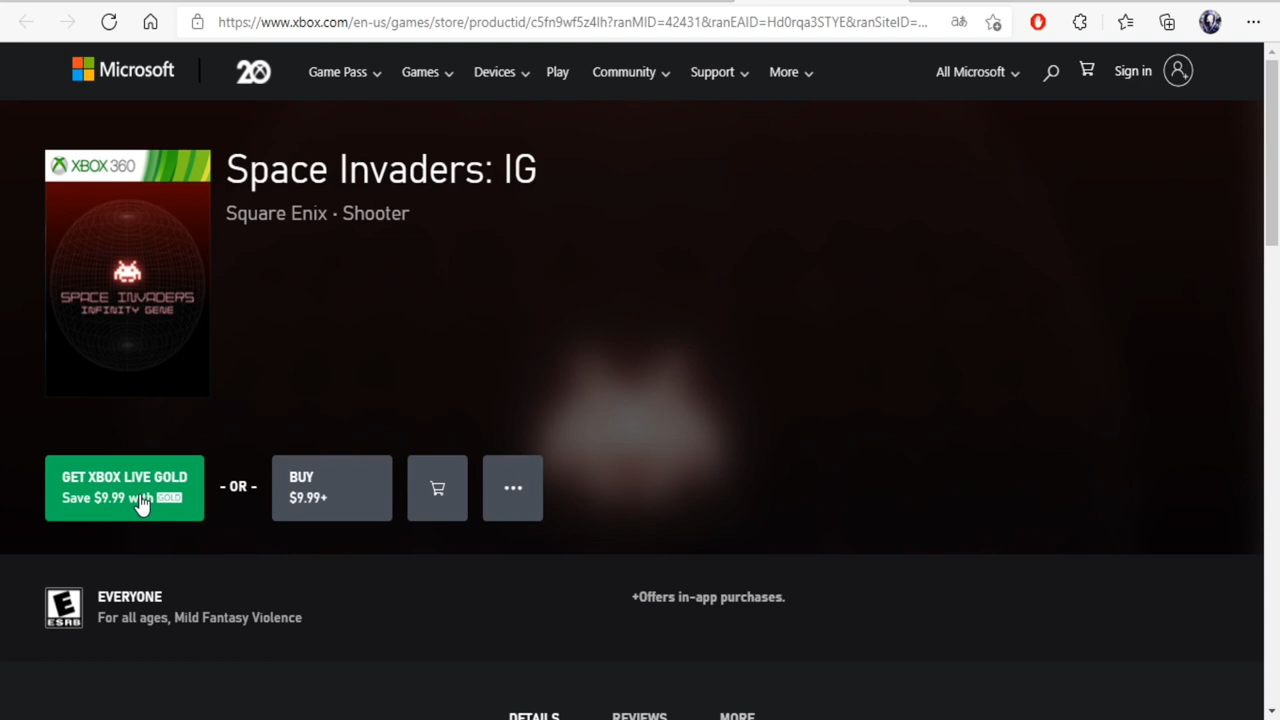 https://www.xbox.com/en-us/games/store/productid/c5fn9wf5z4lh?ranMID=42431&ranEAID=Hd0rqa3STYE&ranSiteID=...
Microsoft
20
Game Pass
Games
Devices
Play
Community
Support
More
All Microsoft
Sign in
XBOX 360
SPACE INVADERS
INFINITY GENE
Space Invaders: IG
Square Enix · Shooter
GET XBOX LIVE GOLD
Save $9.99 with GOLD
- OR -
BUY
$9.99+
E
ESRB
EVERYONE
For all ages, Mild Fantasy Violence
+Offers in-app purchases.
DETAILS
REVIEWS
MORE